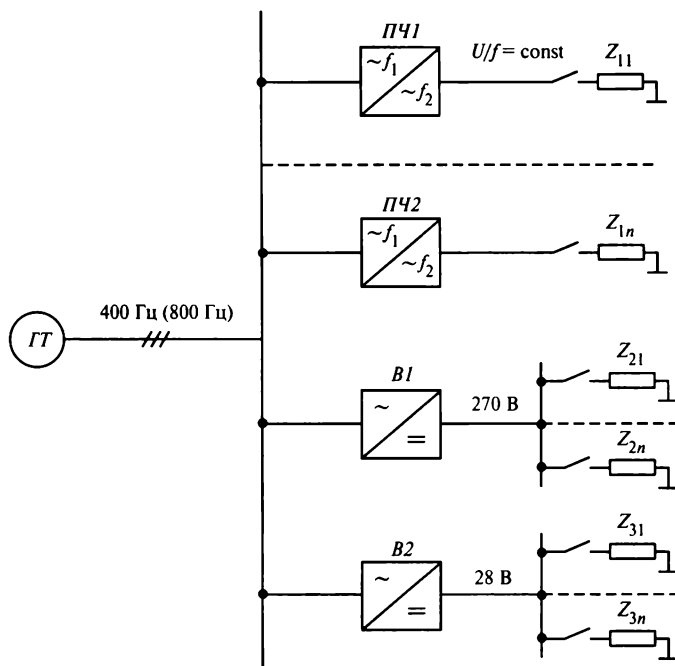 ПЧ1
~f₁
~f₂
U/f = const
Z₁₁
ПЧ2
~f₁
~f₂
Z₁ₙ
400 Гц (800 Гц)
ГТ
В1
~
=
270 В
Z₂₁
Z₂ₙ
В2
~
=
28 В
Z₃₁
Z₃ₙ